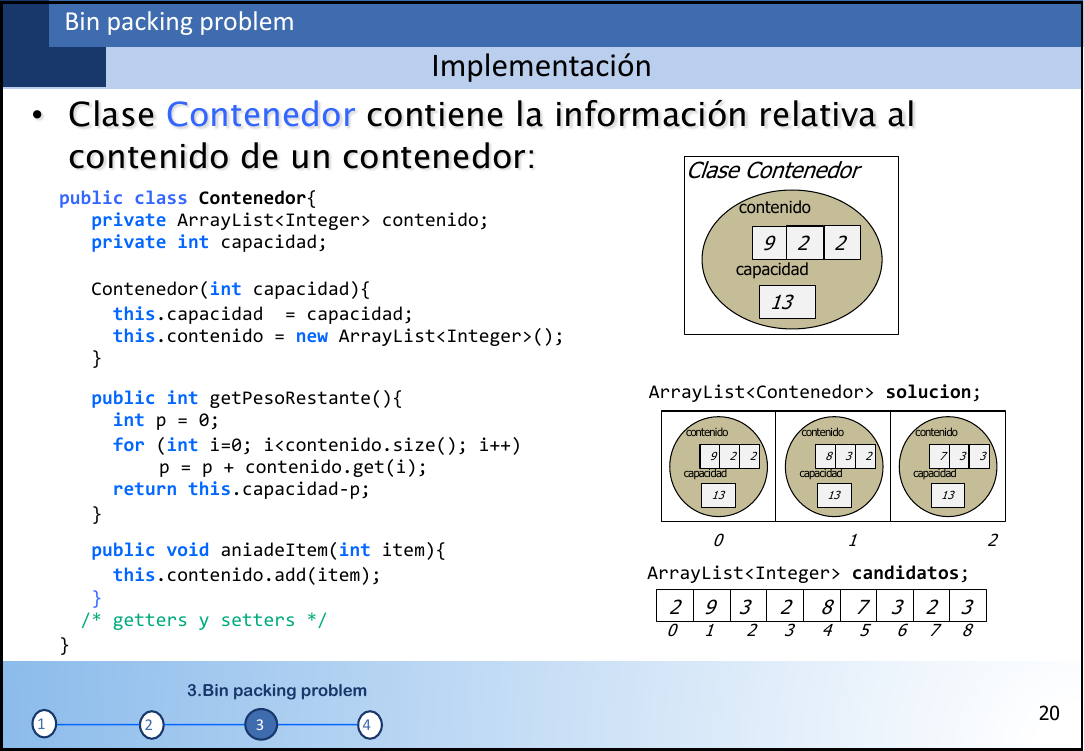 Bin packing problem
Implementación
• Clase Contenedor contiene la información relativa al
contenido de un contenedor:
public class Contenedor{
private ArrayList<Integer> contenido;
private int capacidad;
Contenedor(int capacidad){
this.capacidad  = capacidad;
this.contenido = new ArrayList<Integer>();
}
public int getPesoRestante(){
int p = 0;
for (int i=0; i<contenido.size(); i++)
p = p + contenido.get(i);
return this.capacidad-p;
}
public void aniadeItem(int item){
this.contenido.add(item);
}
/* getters y setters */
}
Clase Contenedor
contenido
9 2 2
capacidad
13
ArrayList<Contenedor> solucion;
contenido contenido contenido
9 2 2 8 3 2 7 3 3
capacidad capacidad capacidad
13 13 13
0 1 2
ArrayList<Integer> candidatos;
2 9 3 2 8 7 3 2 3
0 1 2 3 4 5 6 7 8
3.Bin packing problem
1 2 3 4
20